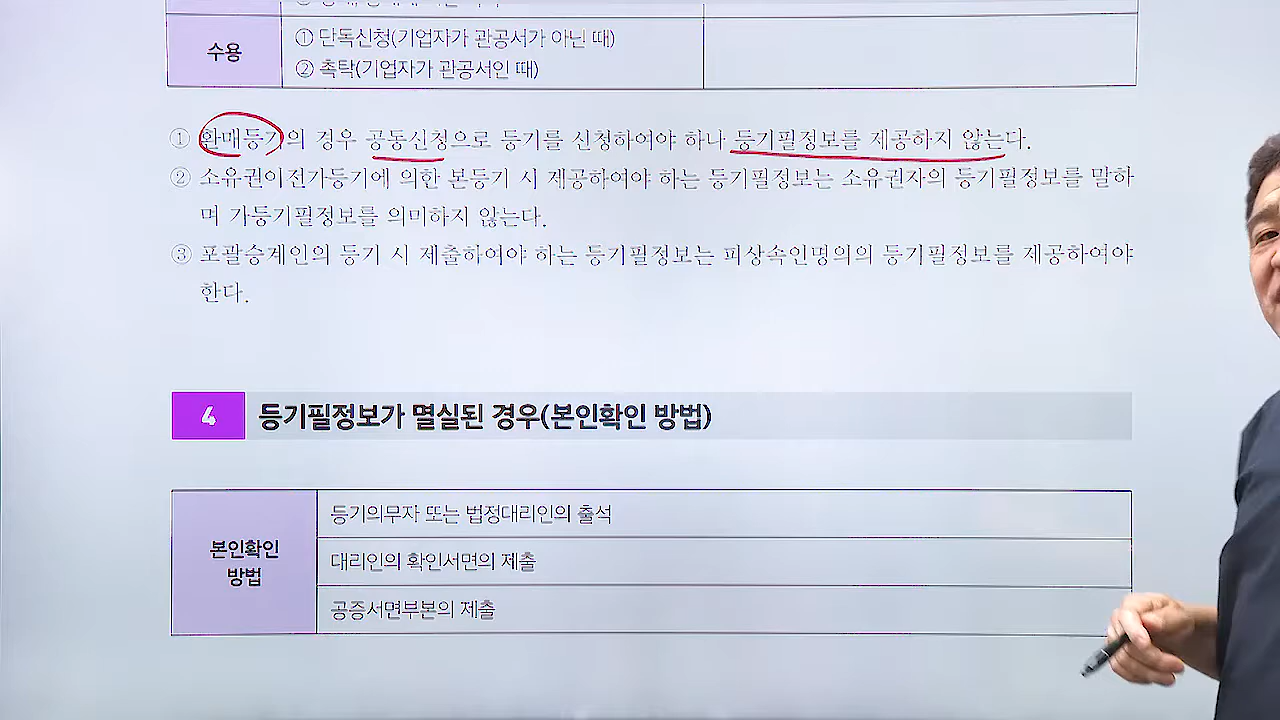 수용
① 단독신청(기업자가 관공서가 아닌 때)
② 촉탁(기업자가 관공서인 때)
① 환매등기의 경우 공동신청으로 등기를 신청하여야 하나 등기필정보를 제공하지 않는다.
② 소유권이전가등기에 의한 본등기 시 제공하여야 하는 등기필정보는 소유권자의 등기필정보를 말하
며 가등기필정보를 의미하지 않는다.
③ 포괄승계인의 등기 시 제출하여야 하는 등기필정보는 피상속인명의의 등기필정보를 제공하여야
한다.
4 등기필정보가 멸실된 경우(본인확인 방법)
본인확인
방법
등기의무자 또는 법정대리인의 출석
대리인의 확인서면의 제출
공증서면부본의 제출